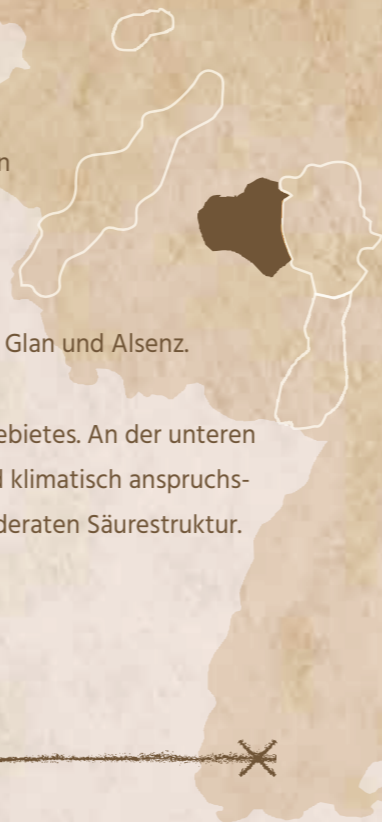 n
Glan und Alsenz.
ebietes. An der unteren
klimatisch anspruchs-
deraten Säurestruktur.